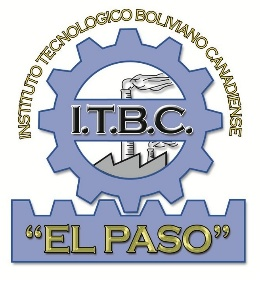 INSTITUTO TECNOLOGICO BOLIVIANO CANADIENSE
I.T.B.C.
“EL PASO”